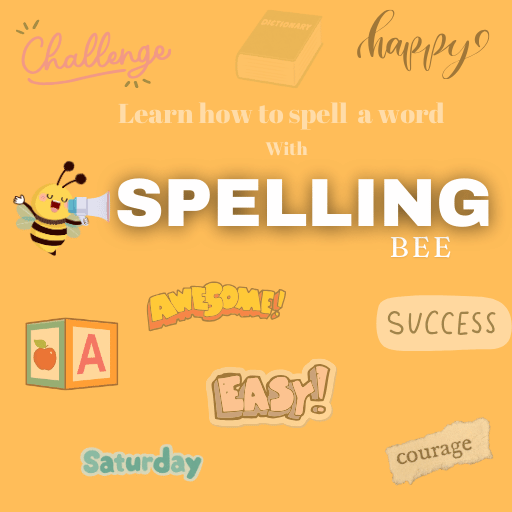 Challenge
DICTIONARY
happy
Learn how to spell a word
With
SPELLING
BEE
AWESOME!!
SUCCESS
A
EASY!
Saturday
courage